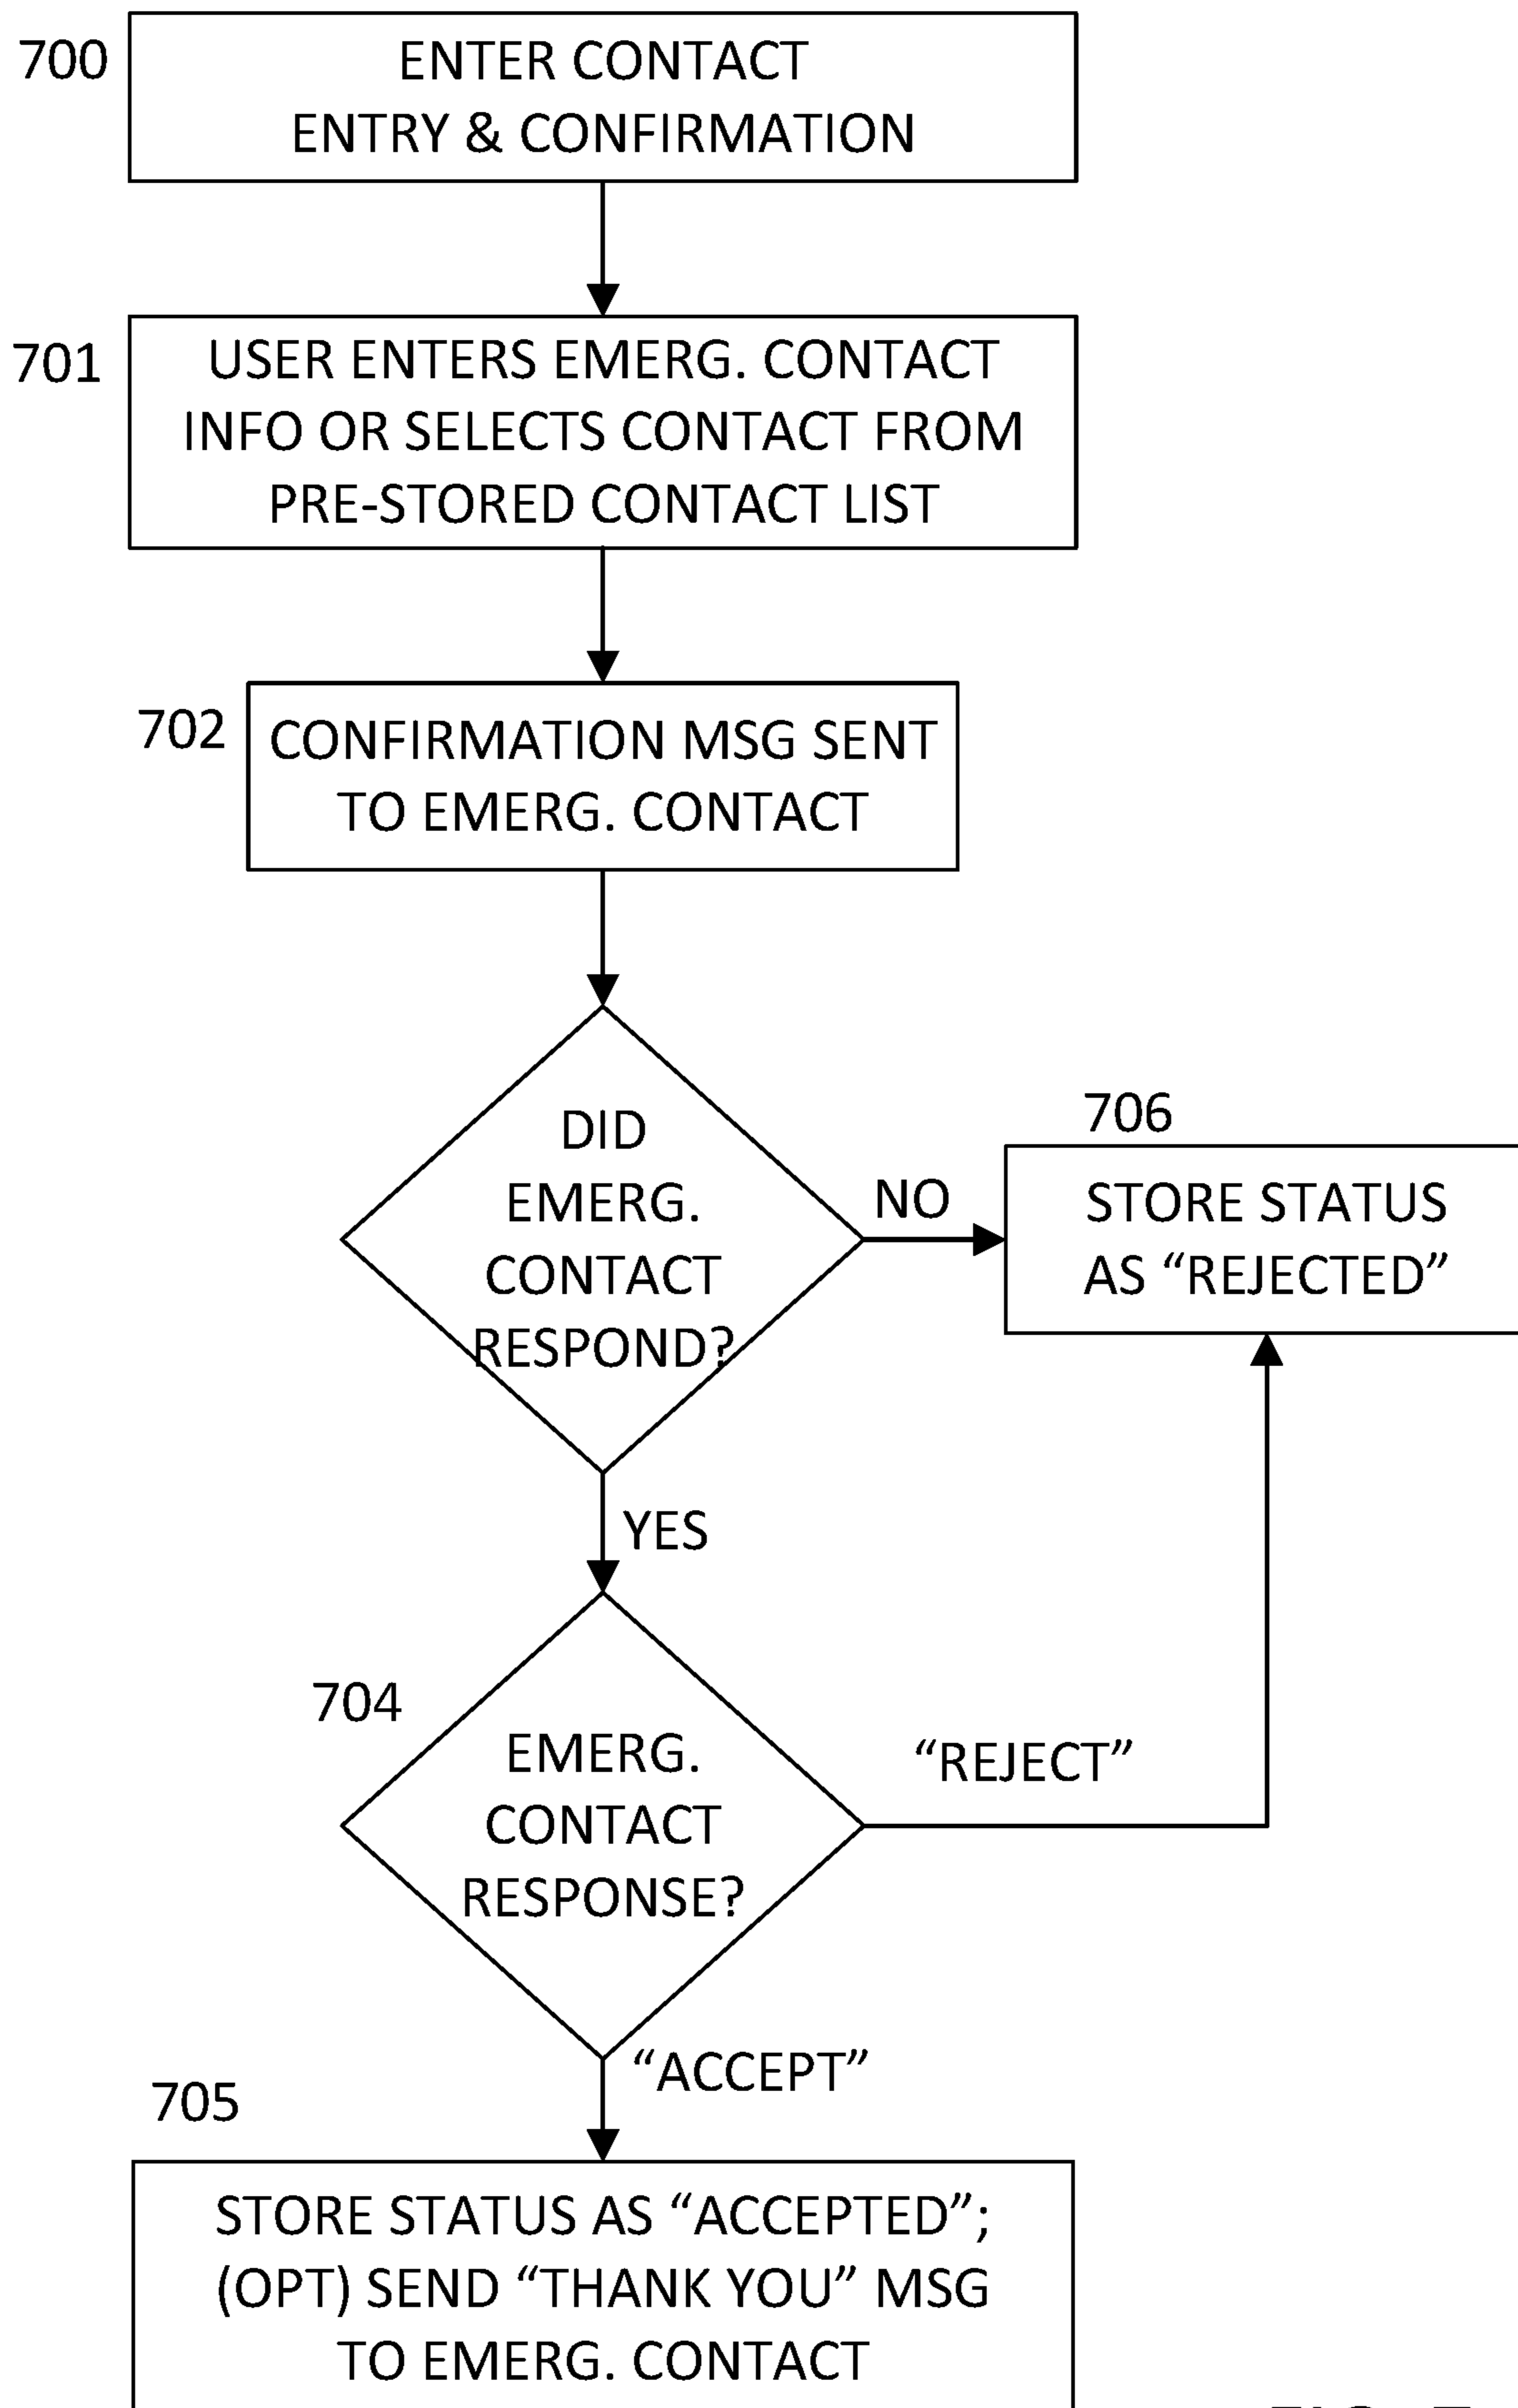 700
ENTER CONTACT
ENTRY & CONFIRMATION
701
USER ENTERS EMERG. CONTACT
INFO OR SELECTS CONTACT FROM
PRE-STORED CONTACT LIST
702
CONFIRMATION MSG SENT
TO EMERG. CONTACT
DID
EMERG.
CONTACT
RESPOND?
NO
706
STORE STATUS
AS “REJECTED”
YES
704
EMERG.
CONTACT
RESPONSE?
“REJECT”
“ACCEPT”
705
STORE STATUS AS “ACCEPTED”;
(OPT) SEND “THANK YOU” MSG
TO EMERG. CONTACT